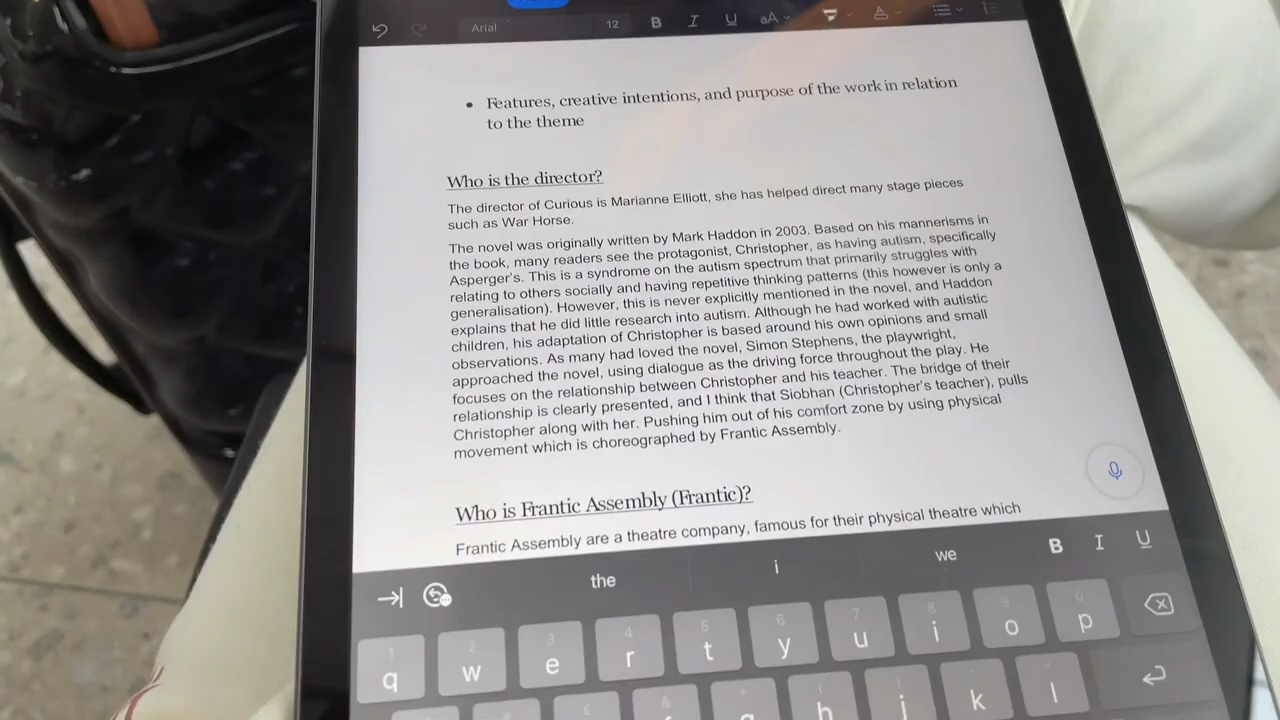 Arial 12 B I U aA
• Features, creative intentions, and purpose of the work in relation
to the theme
Who is the director?
The director of Curious is Marianne Elliott, she has helped direct many stage pieces
such as War Horse.
The novel was originally written by Mark Haddon in 2003. Based on his mannerisms in
the book, many readers see the protagonist, Christopher, as having autism, specifically
Asperger's. This is a syndrome on the autism spectrum that primarily struggles with
relating to others socially and having repetitive thinking patterns (this however is only a
generalisation). However, this is never explicitly mentioned in the novel, and Haddon
explains that he did little research into autism. Although he had worked with autistic
children, his adaptation of Christopher is based around his own opinions and small
observations. As many had loved the novel, Simon Stephens, the playwright,
approached the novel, using dialogue as the driving force throughout the play. He
focuses on the relationship between Christopher and his teacher. The bridge of their
relationship is clearly presented, and I think that Siobhan (Christopher's teacher), pulls
Christopher along with her. Pushing him out of his comfort zone by using physical
movement which is choreographed by Frantic Assembly.
Who is Frantic Assembly (Frantic)?
Frantic Assembly are a theatre company, famous for their physical theatre which
the i we B I U
1 2 3 4 5 6 7 8 9 0
q w e r t y u i o p
h j k l